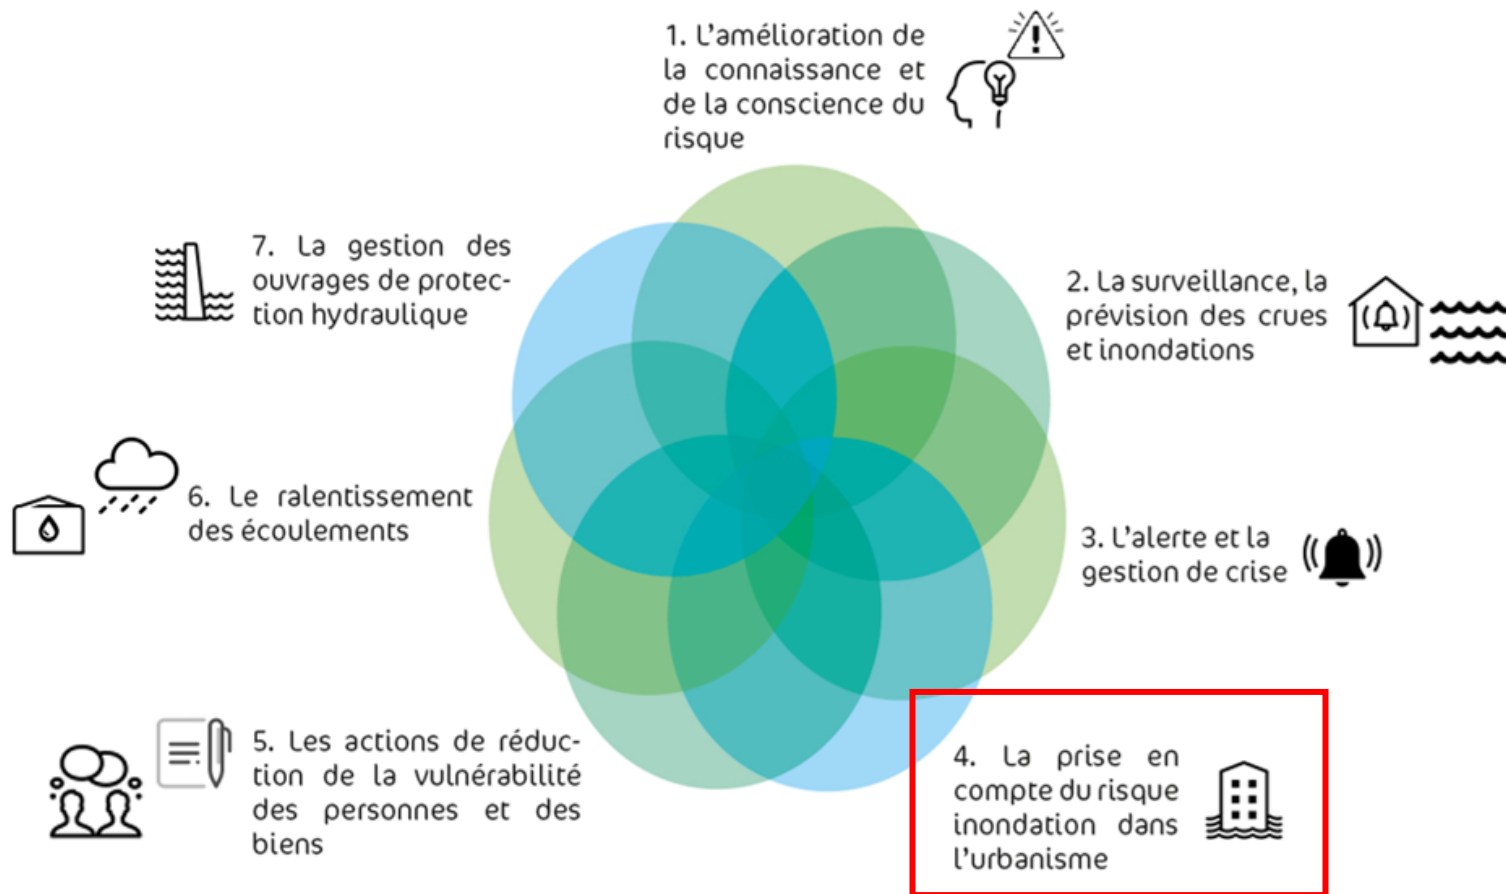 1. L'amélioration de
la connaissance et
de la conscience du
risque
2. La surveillance, la
prévision des crues
et inondations
3. L'alerte et la
gestion de crise
4. La prise en
compte du risque
inondation dans
l'urbanisme
5. Les actions de réduc-
tion de la vulnérabilité
des personnes et des
biens
6. Le ralentissement
des écoulements
7. La gestion des
ouvrages de protec-
tion hydraulique